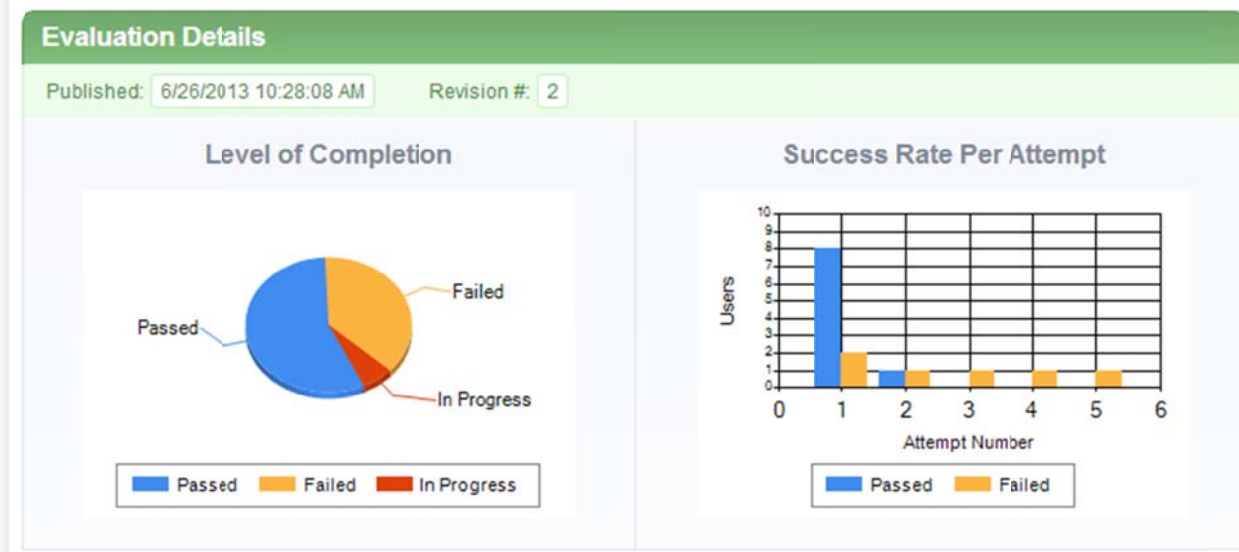 Evaluation Details
Published: 6/26/2013 10:28:08 AM Revision #: 2
Level of Completion
Failed
Passed
In Progress
Passed Failed In Progress
Success Rate Per Attempt
10
9
8
7
6
5
4
3
2
1
0
Users
0 1 2 3 4 5 6
Attempt Number
Passed Failed